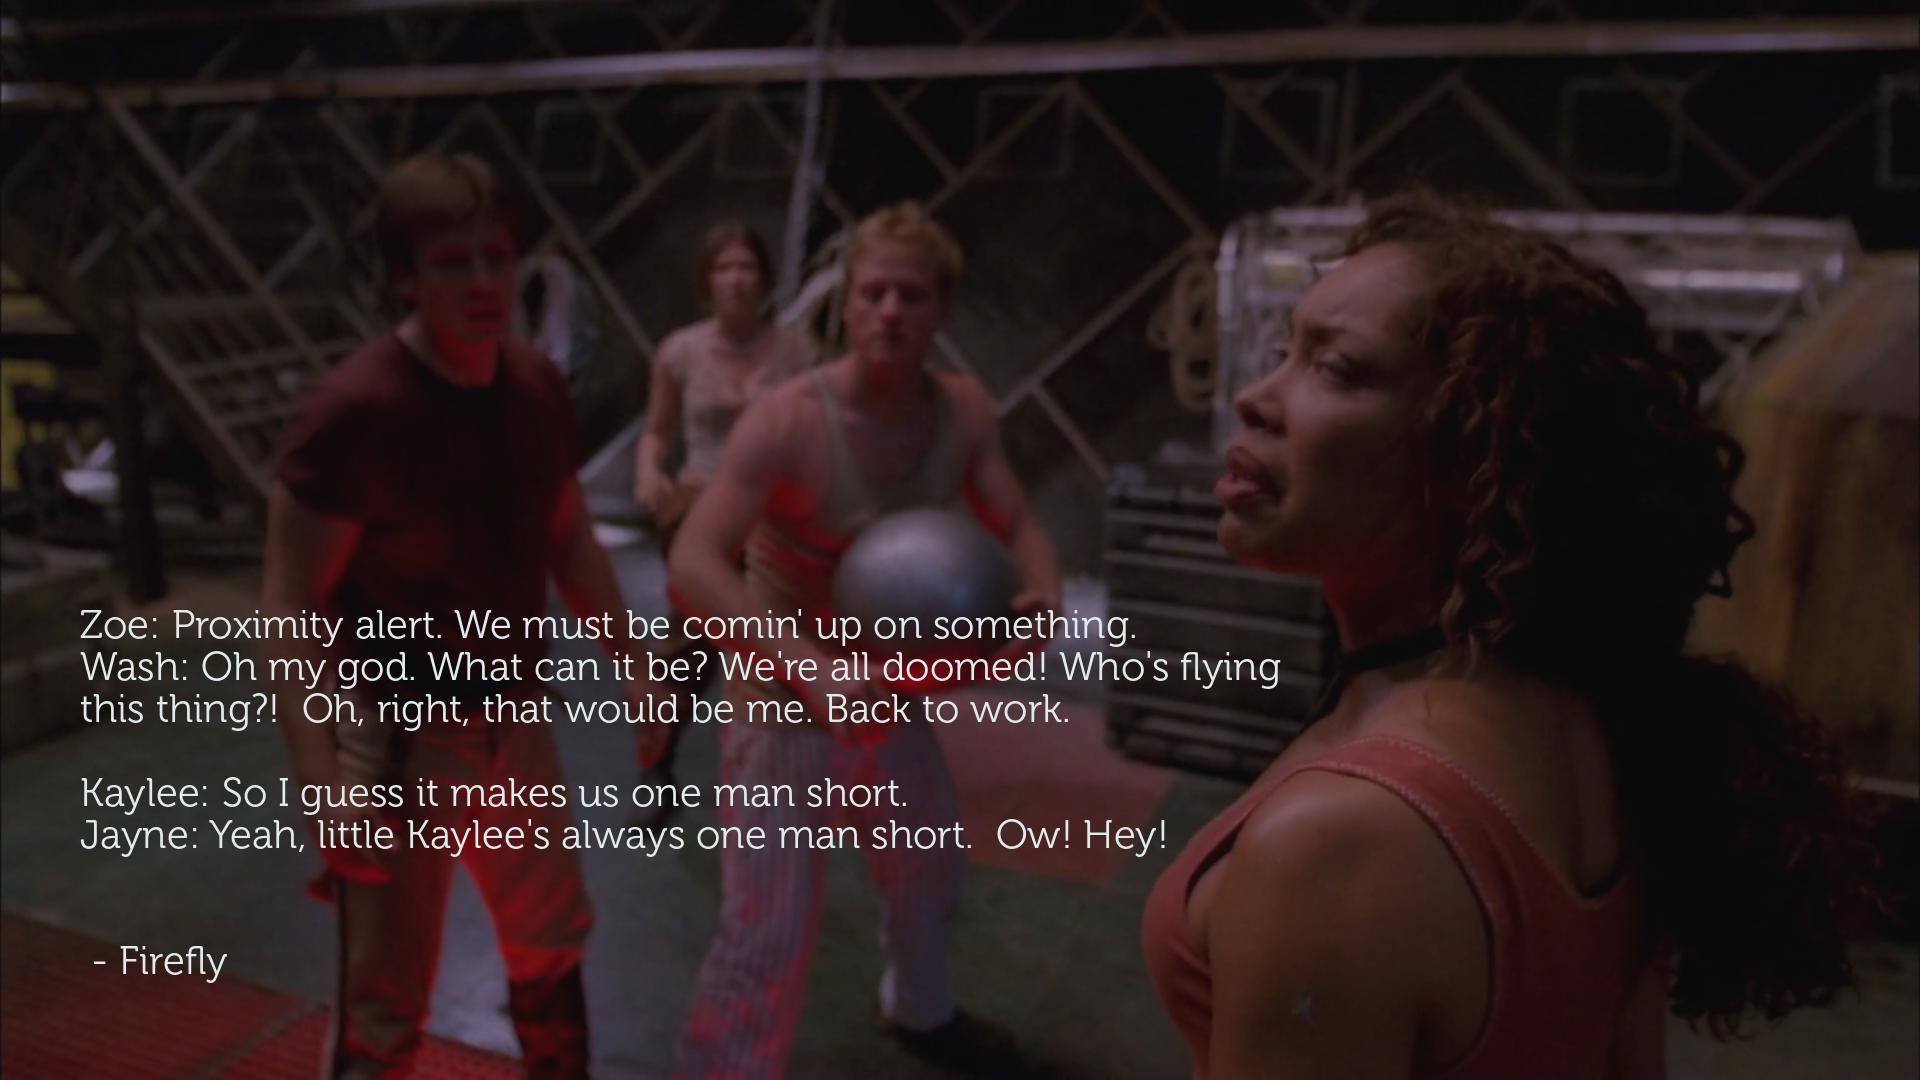 Zoe: Proximity alert. We must be comin' up on something.
Wash: Oh my god. What can it be? We're all doomed! Who's flying
this thing?!  Oh, right, that would be me. Back to work.
Kaylee: So I guess it makes us one man short.
Jayne: Yeah, little Kaylee's always one man short.  Ow! Hey!
- Firefly